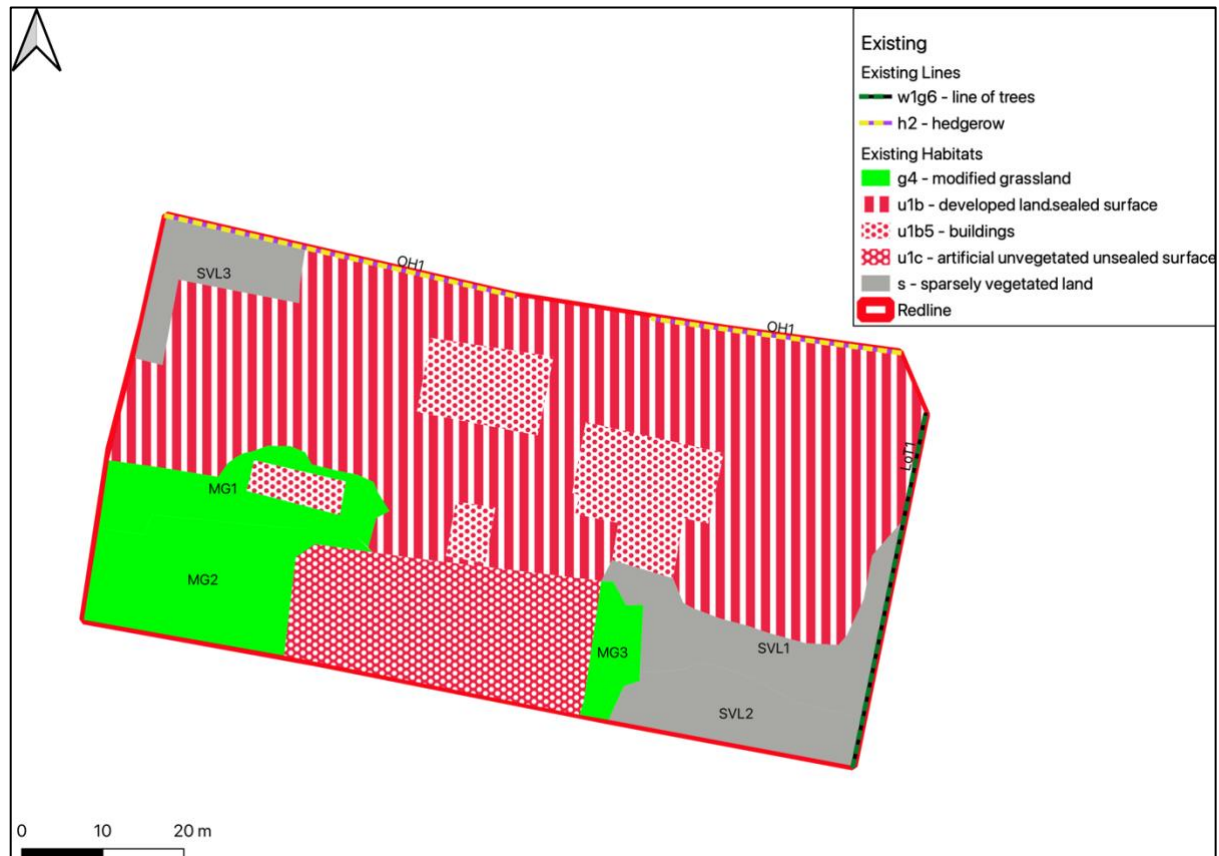 Existing
Existing Lines
w1g6 - line of trees
h2 - hedgerow
Existing Habitats
g4 - modified grassland
u1b - developed land.sealed surface
u1b5 - buildings
u1c - artificial unvegetated unsealed surface
s - sparsely vegetated land
Redline
OH1
SVL3
OH1
LoT1
MG1
MG2
MG3
SVL1
SVL2
0 10 20 m